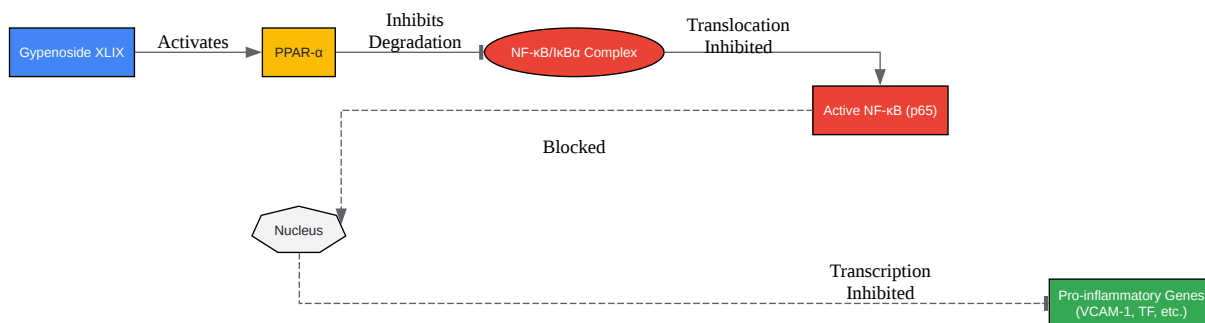 Gypenoside XLIX
Activates
PPAR-α
Inhibits
Degradation
NF-κB/IκBα Complex
Translocation
Inhibited
Active NF-κB (p65)
Blocked
Nucleus
Transcription
Inhibited
Pro-inflammatory Genes
(VCAM-1, TF, etc.)